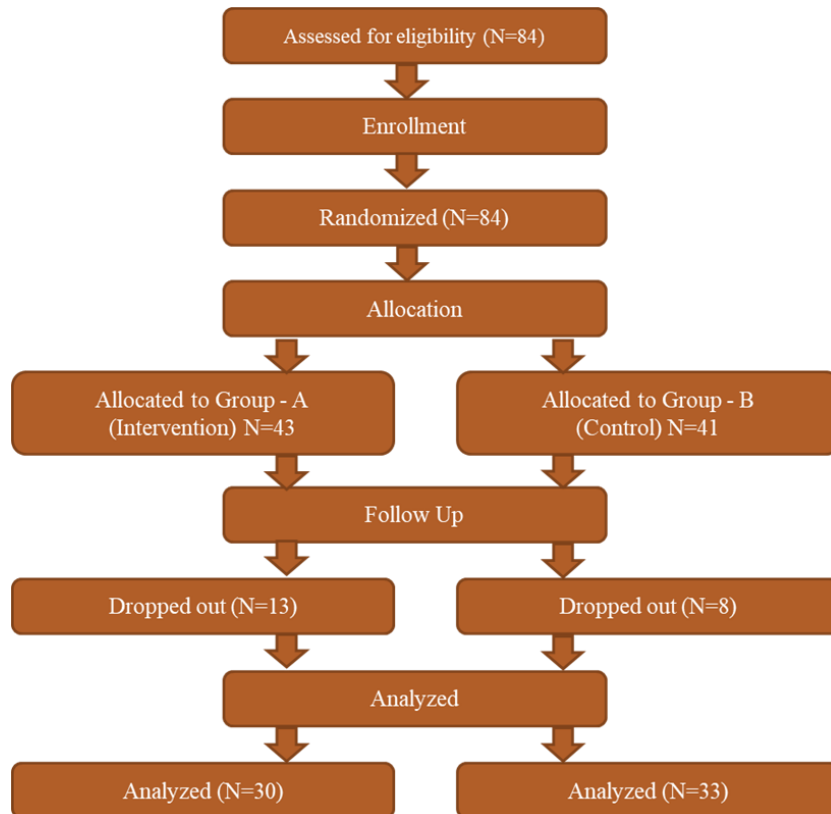 Assessed for eligibility (N=84)
Enrollment
Randomized (N=84)
Allocation
Allocated to Group - A
(Intervention) N=43
Allocated to Group - B
(Control) N=41
Follow Up
Dropped out (N=13)
Dropped out (N=8)
Analyzed
Analyzed (N=30)
Analyzed (N=33)